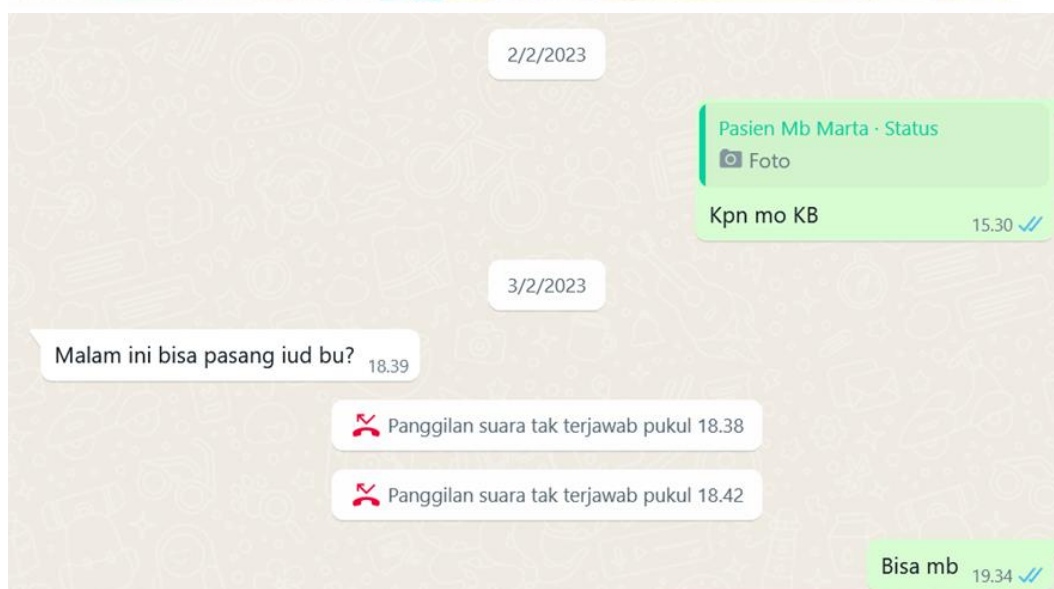 2/2/2023
Pasien Mb Marta · Status
Foto
Kpn mo KB
15.30
3/2/2023
Malam ini bisa pasang iud bu?
18.39
Panggilan suara tak terjawab pukul 18.38
Panggilan suara tak terjawab pukul 18.42
Bisa mb
19.34